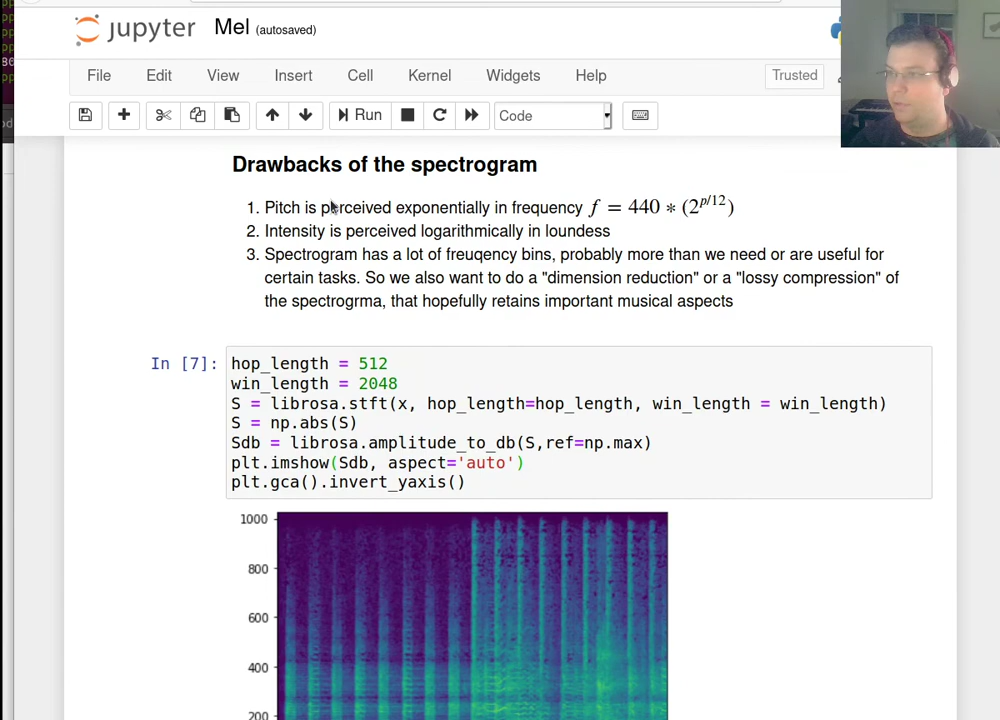 jupyter Mel (autosaved)
File Edit View Insert Cell Kernel Widgets Help Trusted
Run Code
Drawbacks of the spectrogram
1. Pitch is perceived exponentially in frequency f = 440 ∗ (2^{p/12})
2. Intensity is perceived logarithmically in loundess
3. Spectrogram has a lot of freuqency bins, probably more than we need or are useful for
certain tasks. So we also want to do a "dimension reduction" or a "lossy compression" of
the spectrogrma, that hopefully retains important musical aspects
In [7]: hop_length = 512
win_length = 2048
S = librosa.stft(x, hop_length=hop_length, win_length = win_length)
S = np.abs(S)
Sdb = librosa.amplitude_to_db(S,ref=np.max)
plt.imshow(Sdb, aspect='auto')
plt.gca().invert_yaxis()
1000
800
600
400
200